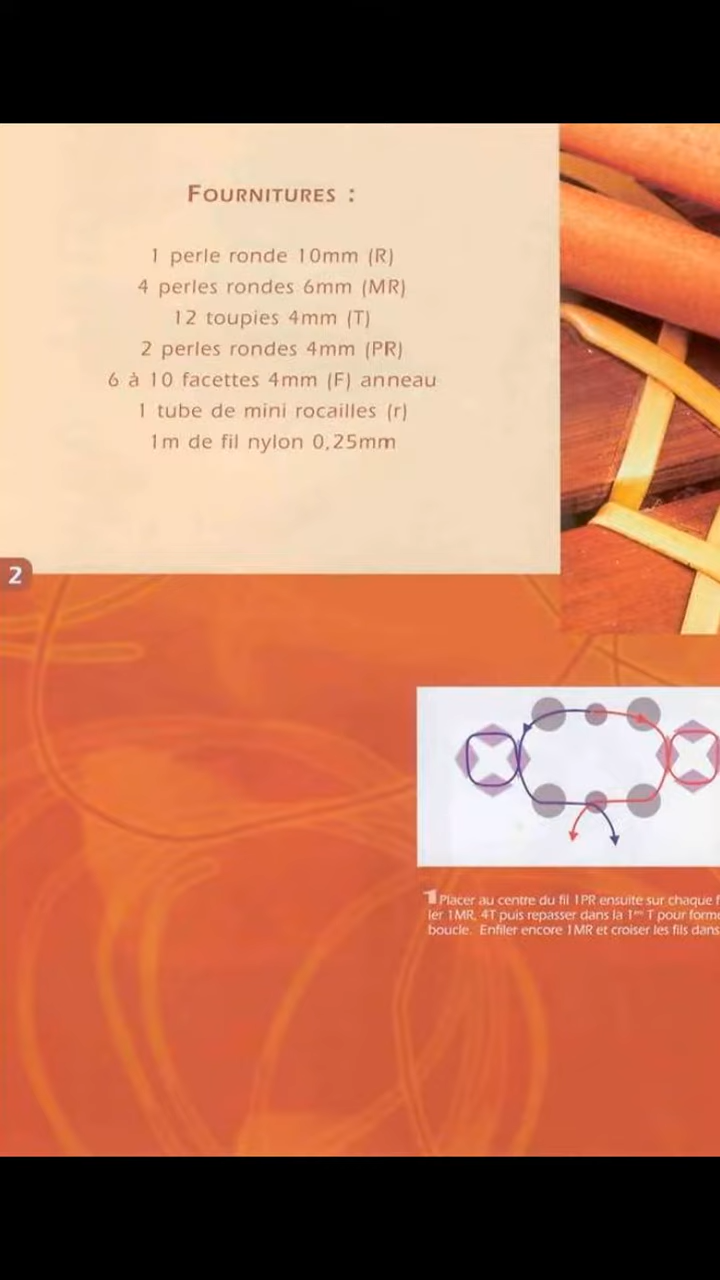 FOURNITURES :
1 perle ronde 10mm (R)
4 perles rondes 6mm (MR)
12 toupies 4mm (T)
2 perles rondes 4mm (PR)
6 à 10 facettes 4mm (F) anneau
1 tube de mini rocailles (r)
1m de fil nylon 0,25mm
2
1 Placer au centre du fil 1PR ensuite sur chaque f
ler 1MR, 4T puis repasser dans la 1ère T pour forme
boucle. Enfiler encore 1MR et croiser les fils dans